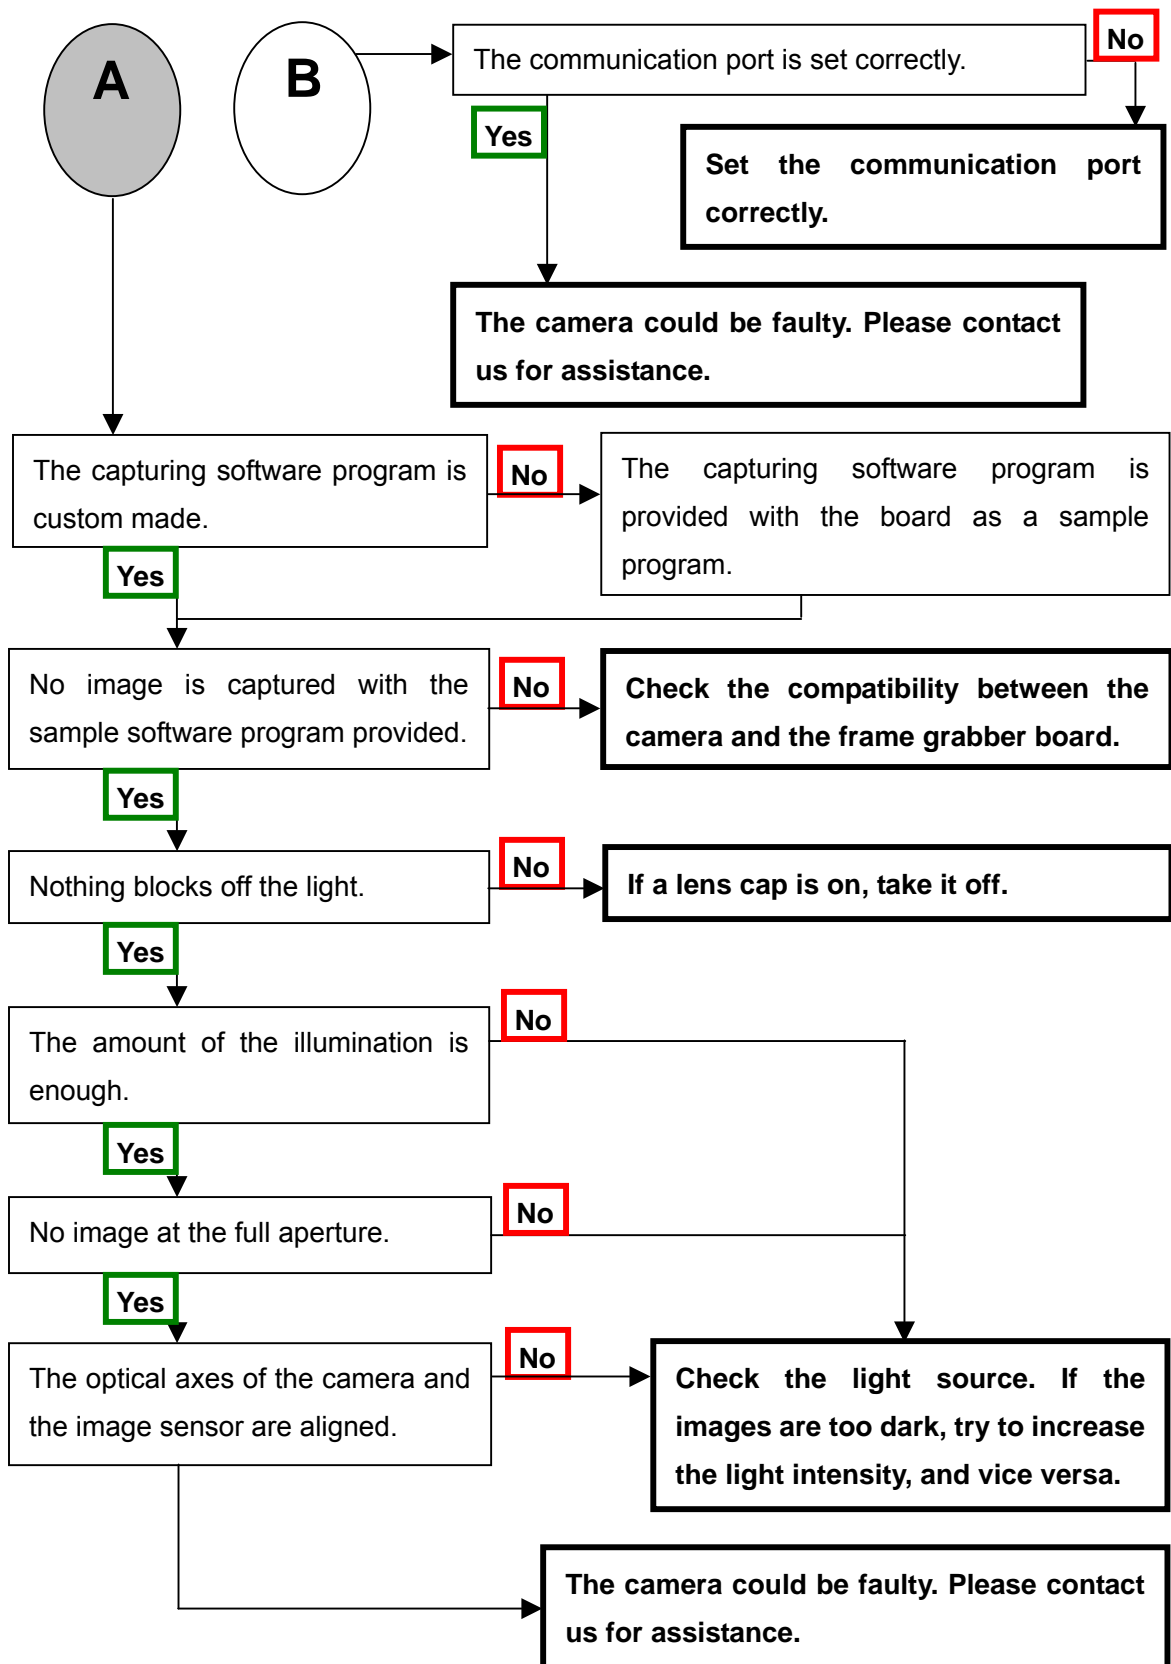 A
B
The communication port is set correctly.
No
Yes
Set the communication port
correctly.
The camera could be faulty. Please contact
us for assistance.
The capturing software program is
custom made.
No
The capturing software program is
provided with the board as a sample
program.
Yes
No image is captured with the
sample software program provided.
No
Check the compatibility between the
camera and the frame grabber board.
Yes
Nothing blocks off the light.
No
If a lens cap is on, take it off.
Yes
The amount of the illumination is
enough.
No
Yes
No image at the full aperture.
No
Yes
The optical axes of the camera and
the image sensor are aligned.
No
Check the light source. If the
images are too dark, try to increase
the light intensity, and vice versa.
The camera could be faulty. Please contact
us for assistance.